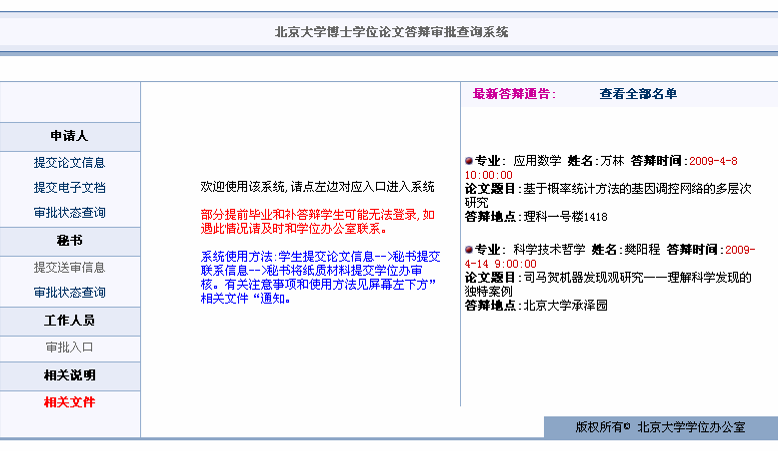 北京大学博士学位论文答辩审批查询系统
申请人
提交论文信息
提交电子文档
审批状态查询
秘书
提交送审信息
审批状态查询
工作人员
审批入口
相关说明
相关文件
欢迎使用该系统,请点左边对应入口进入系统
部分提前毕业和补答辩学生可能无法登录,如
遇此情况请及时和学位办公室联系。
系统使用方法:学生提交论文信息-->秘书提交
联系信息-->秘书将纸质材料提交学位办审
核。有关注意事项和使用方法见屏幕左下方”
相关文件“通知。
最新答辩通告: 查看全部名单
专业: 应用数学 姓名:万林 答辩时间:2009-4-8
10:00:00
论文题目:基于概率统计方法的基因调控网络的多层次
研究
答辩地点:理科一号楼1418
专业: 科学技术哲学 姓名:樊阳程 答辩时间:2009-
4-14 9:00:00
论文题目:司马贺机器发现观研究——理解科学发现的
独特案例
答辩地点:北京大学承泽园
版权所有© 北京大学学位办公室